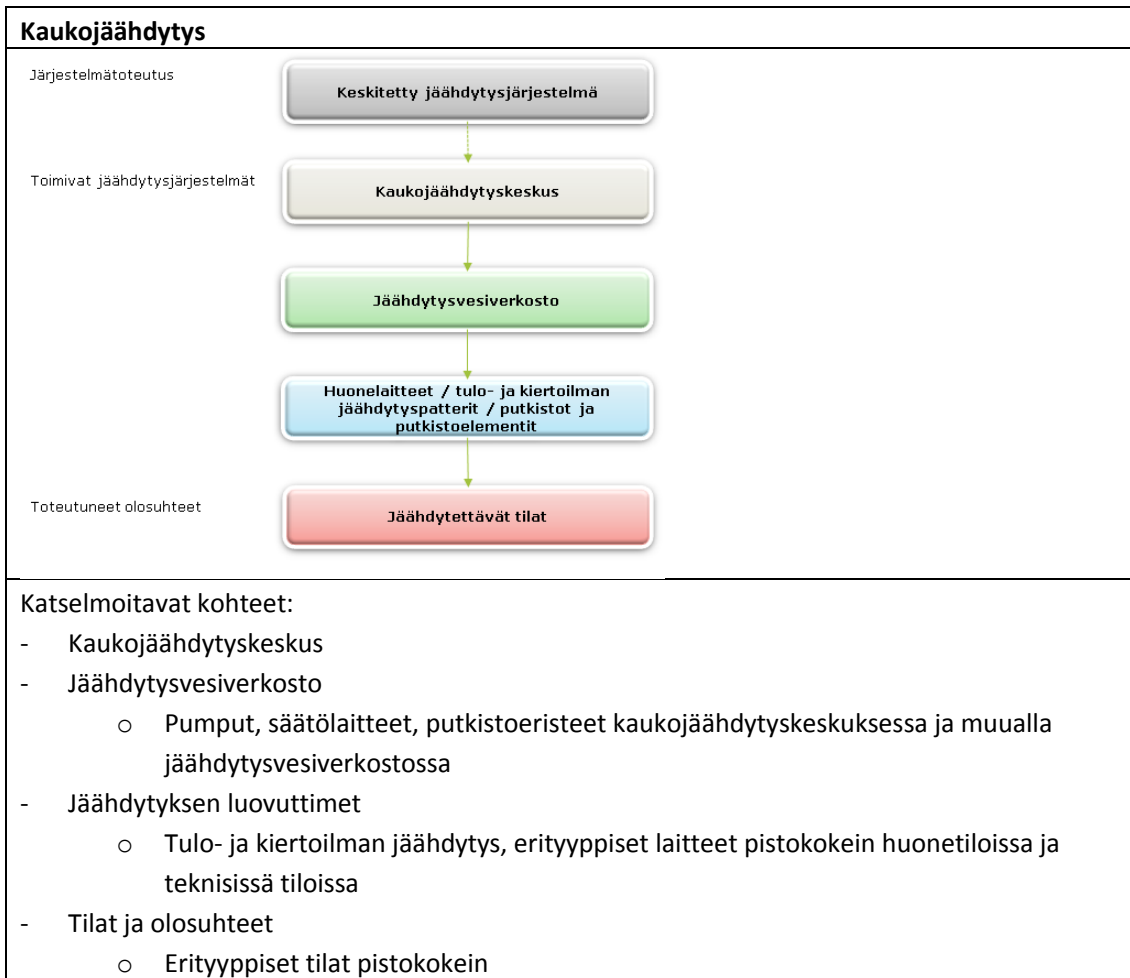 Kaukojäähdytys
Järjestelmätoteutus
Keskitetty jäähdytysjärjestelmä
Toimivat jäähdytysjärjestelmät
Kaukojäähdytyskeskus
Jäähdytysvesiverkosto
Huonelaitteet / tulo- ja kiertoilman
jäähdytyspatterit / putkistot ja
putkistoelementit
Toteutuneet olosuhteet
Jäähdytettävät tilat
Katselmoitavat kohteet:
- Kaukojäähdytyskeskus
- Jäähdytysvesiverkosto
o Pumput, säätölaitteet, putkistoeristeet kaukojäähdytyskeskuksessa ja muualla
jäähdytysvesiverkostossa
- Jäähdytyksen luovuttimet
o Tulo- ja kiertoilman jäähdytys, erityyppiset laitteet pistokokein huonetiloissa ja
teknisissä tiloissa
- Tilat ja olosuhteet
o Erityyppiset tilat pistokokein